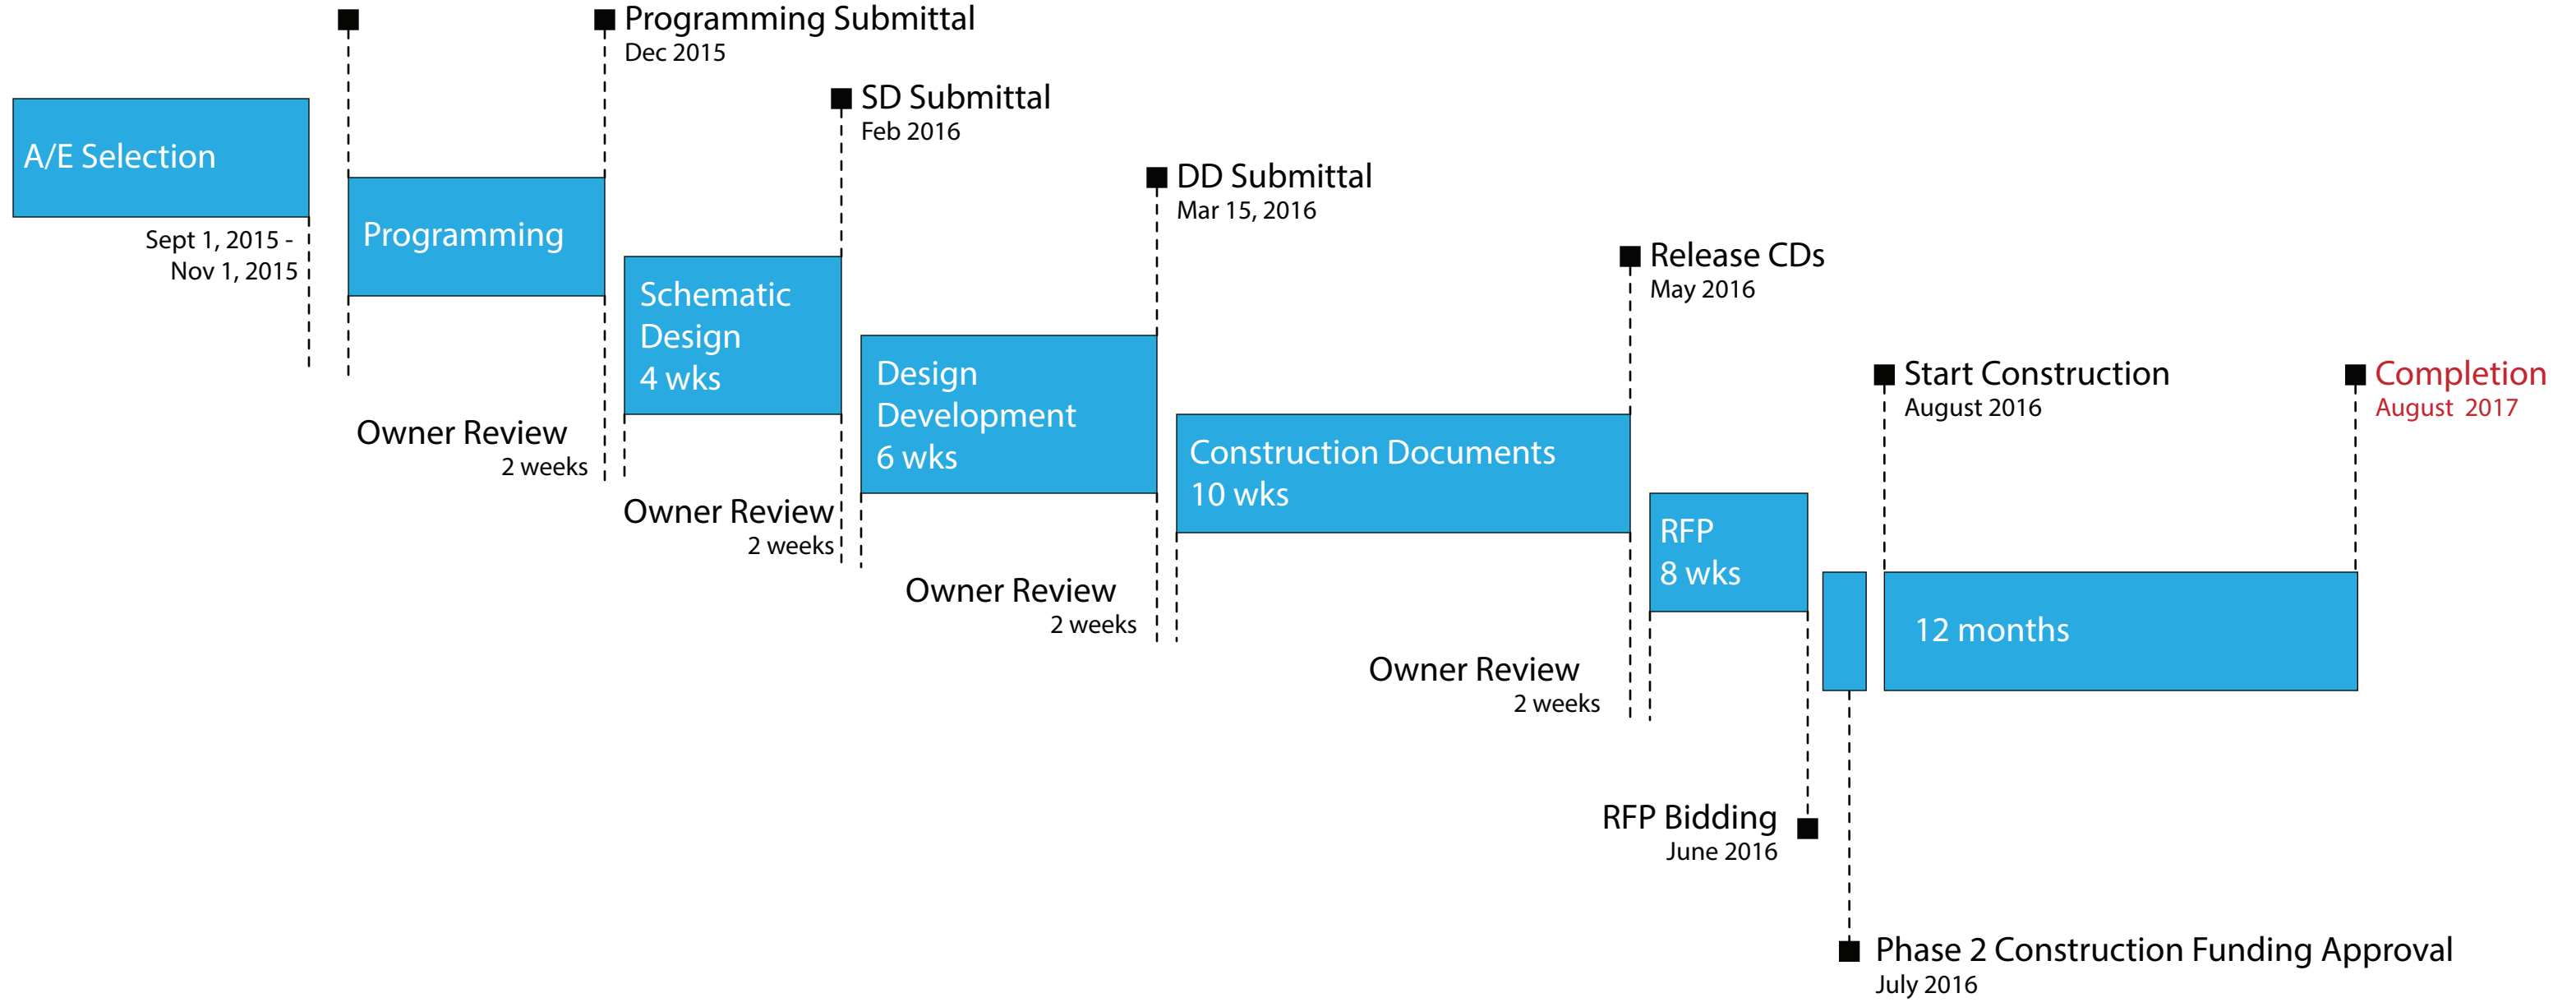 Programming Submittal
Dec 2015
SD Submittal
Feb 2016
A/E Selection
DD Submittal
Mar 15, 2016
Sept 1, 2015 -
Nov 1, 2015
Programming
Release CDs
May 2016
Schematic
Design
4 wks
Start Construction
August 2016
Completion
August 2017
Design
Development
6 wks
Owner Review
2 weeks
Construction Documents
10 wks
Owner Review
2 weeks
RFP
8 wks
Owner Review
2 weeks
12 months
Owner Review
2 weeks
RFP Bidding
June 2016
Phase 2 Construction Funding Approval
July 2016